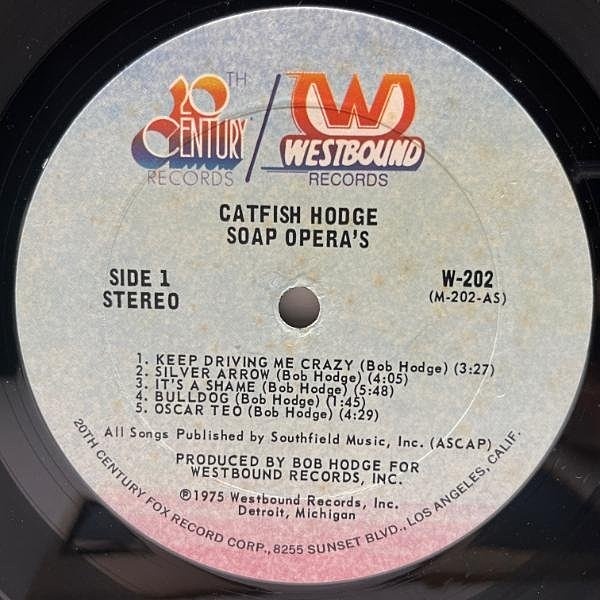 20TH CENTURY RECORDS / W WESTBOUND RECORDS
CATFISH HODGE
SOAP OPERA'S
SIDE 1
STEREO
W-202
(M-202-AS)
1. KEEP DRIVING ME CRAZY (Bob Hodge) (3:27)
2. SILVER ARROW (Bob Hodge) (4:05)
3. IT'S A SHAME (Bob Hodge) (5:48)
4. BULLDOG (Bob Hodge) (1:45)
5. OSCAR TEO (Bob Hodge) (4:29)
All Songs Published by Southfield Music, Inc. (ASCAP)
PRODUCED BY BOB HODGE FOR
WESTBOUND RECORDS, INC.
℗1975 Westbound Records, Inc.
Detroit, Michigan
20TH CENTURY FOX RECORD CORP., 8255 SUNSET BLVD., LOS ANGELES, CALIF.